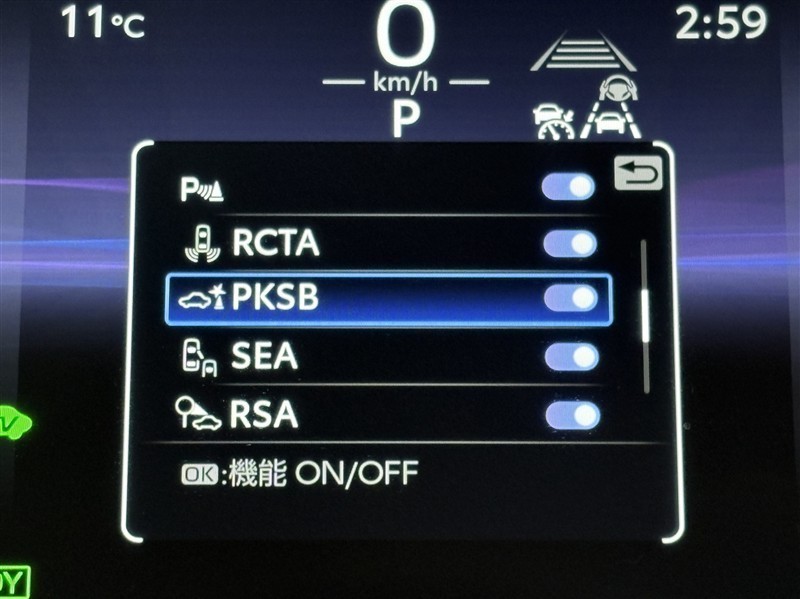 11°C
0
2:59
km/h
P
P
RCTA
PKSB
SEA
RSA
OK:機能 ON/OFF